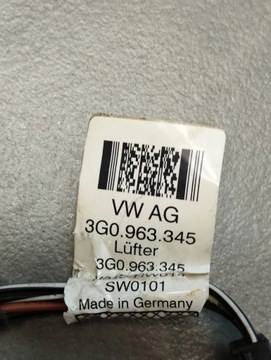 VW AG
3G0.963.345
Lüfter
3G0.963.345
SW0101
Made in Germany